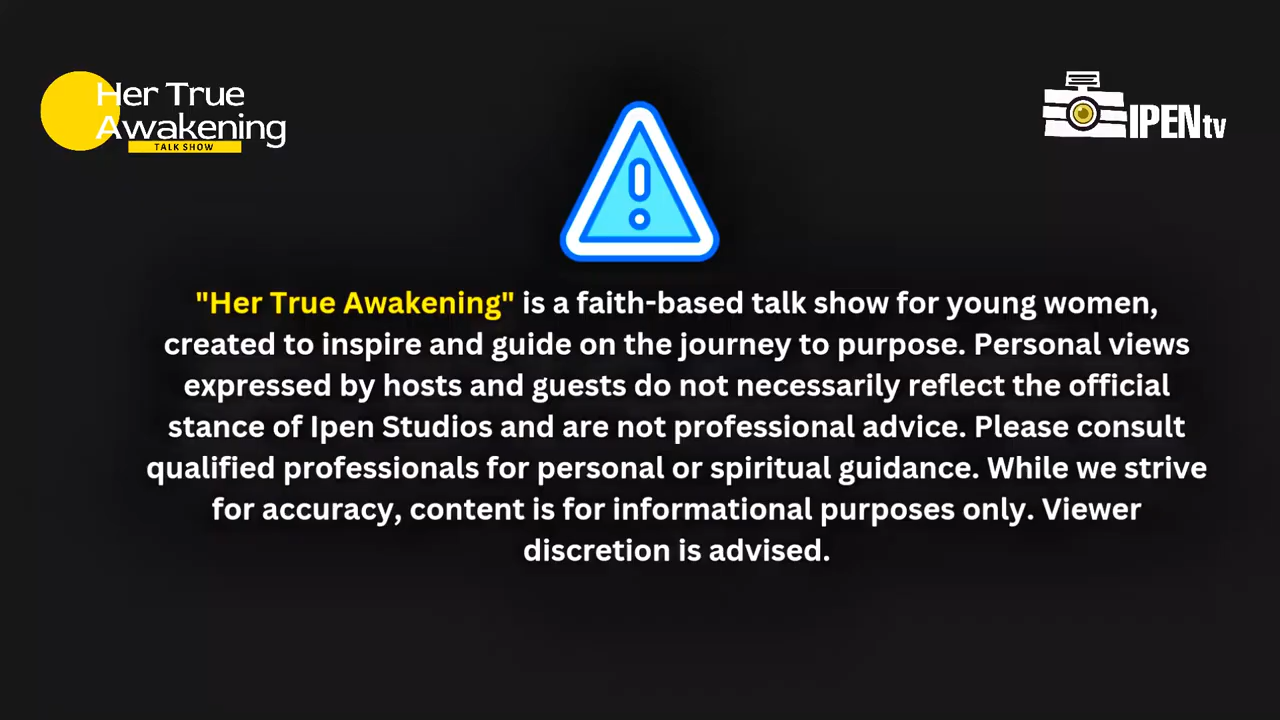 Her True
Awakening
TALK SHOW
IPENtv
"Her True Awakening" is a faith-based talk show for young women,
created to inspire and guide on the journey to purpose. Personal views
expressed by hosts and guests do not necessarily reflect the official
stance of Ipen Studios and are not professional advice. Please consult
qualified professionals for personal or spiritual guidance. While we strive
for accuracy, content is for informational purposes only. Viewer
discretion is advised.